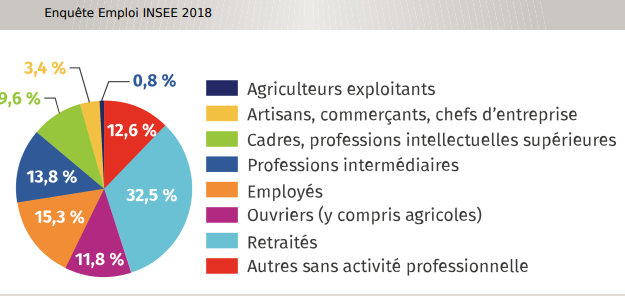 Enquête Emploi INSEE 2018
3,4 %
0,8 %
9,6 %
12,6 %
13,8 %
32,5 %
15,3 %
11,8 %
Agriculteurs exploitants
Artisans, commerçants, chefs d'entreprise
Cadres, professions intellectuelles supérieures
Professions intermédiaires
Employés
Ouvriers (y compris agricoles)
Retraités
Autres sans activité professionnelle